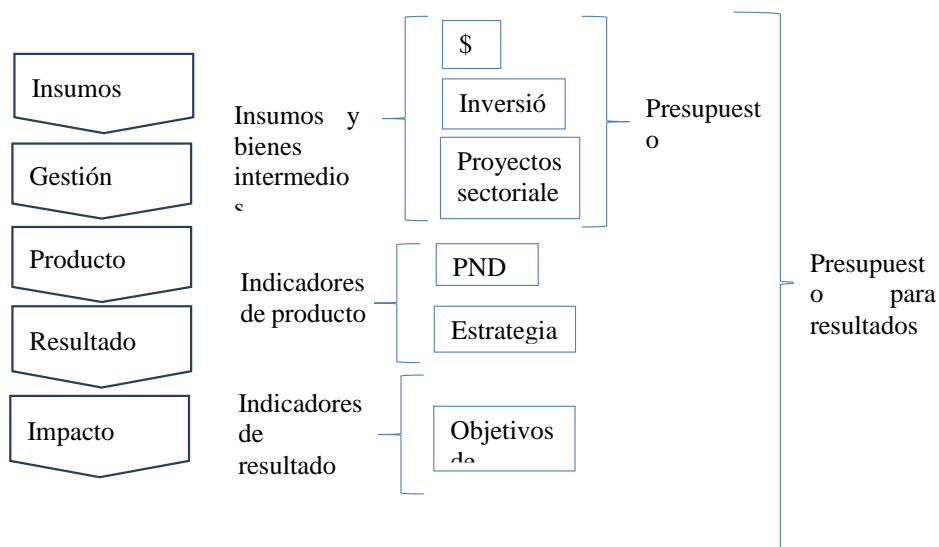 Insumos
Gestión
Producto
Resultado
Impacto
Insumos y
bienes
intermedio
s
Indicadores
de producto
Indicadores
de
resultado
$
Inversió
Proyectos
sectoriale
PND
Estrategia
Objetivos
de
Presupuest
o
Presupuest
o para
resultados